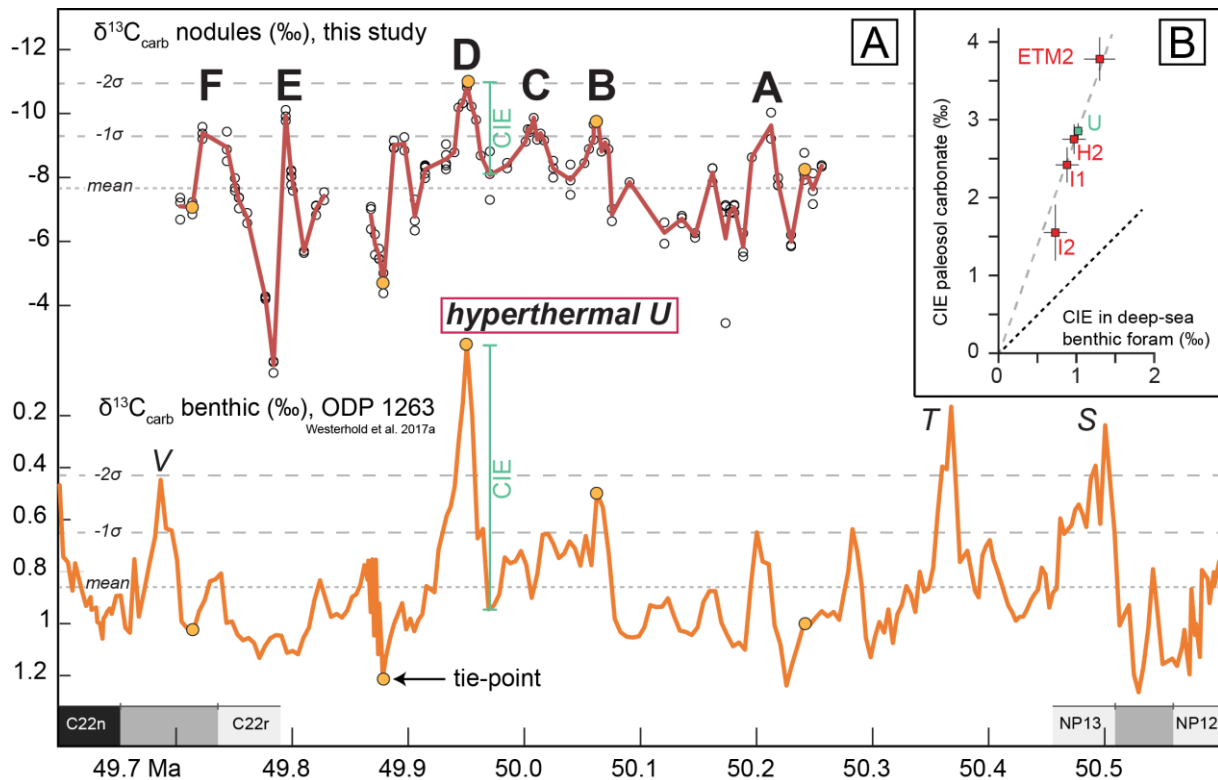 δ¹³Ccarb nodules (‰), this study
A
-12
-10
-8
-6
-4
-2σ
-1σ
mean
F
E
D
C
B
A
CIE
hyperthermal U
δ¹³Ccarb benthic (‰), ODP 1263
Westerhold et al. 2017a
0.2
0.4
0.6
0.8
1
1.2
-2σ
-1σ
mean
V
CIE
T
S
tie-point
C22n
C22r
NP13
NP12
49.7 Ma
49.8
49.9
50.0
50.1
50.2
50.3
50.4
50.5
B
CIE paleosol carbonate (‰)
4
3
2
1
0
ETM2
U
H2
I1
I2
CIE in deep-sea
benthic foram (‰)
0
1
2